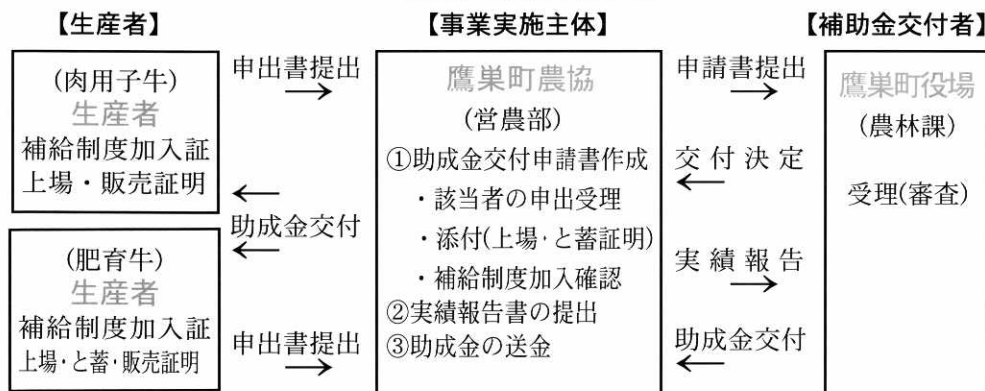 【生産者】
(肉用子牛)
生産者
補給制度加入証
上場・販売証明
(肥育牛)
生産者
補給制度加入証
上場・と蓄・販売証明
申出書提出
→
←
助成金交付
←
申出書提出
→
【事業実施主体】
鷹巣町農協
(営農部)
①助成金交付申請書作成
・該当者の申出受理
・添付(上場・と蓄証明)
・補給制度加入確認
②実績報告書の提出
③助成金の送金
申請書提出
→
交付決定
←
実績報告
→
助成金交付
←
【補助金交付者】
鷹巣町役場
(農林課)
受理(審査)